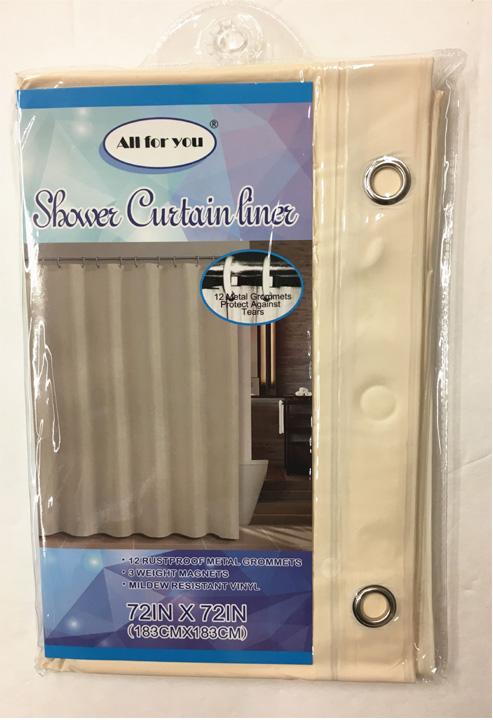 All for you®
Shower Curtain liner
12 Metal Grommets
Protect Against
Tears
• 12 RUSTPROOF METAL GROMMETS
• 3 WEIGHT MAGNETS
• MILDEW RESISTANT VINYL
72IN X 72IN
(183CMX183CM)